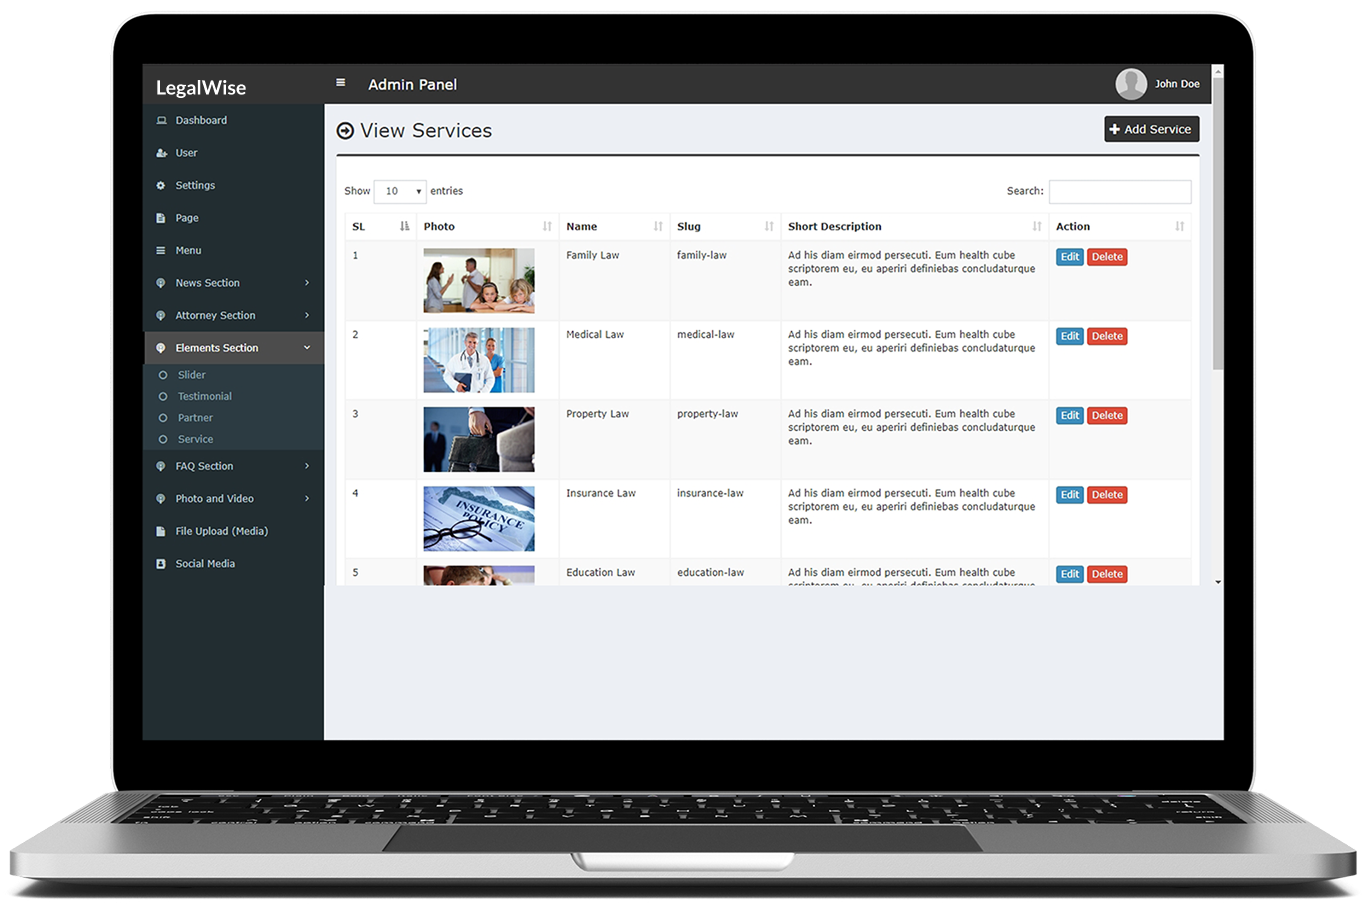 LegalWise
Admin Panel
John Doe
Dashboard
User
Settings
Page
Menu
News Section
Attorney Section
Elements Section
Slider
Testimonial
Partner
Service
FAQ Section
Photo and Video
File Upload (Media)
Social Media
View Services
Add Service
Show 10 entries
Search:
SL Photo Name Slug Short Description Action
1 Family Law family-law Ad his diam eirmod persecuti. Eum health cube Edit Delete
scriptorem eu, eu aperiri definiebas concludaturque
eam.
2 Medical Law medical-law Ad his diam eirmod persecuti. Eum health cube Edit Delete
scriptorem eu, eu aperiri definiebas concludaturque
eam.
3 Property Law property-law Ad his diam eirmod persecuti. Eum health cube Edit Delete
scriptorem eu, eu aperiri definiebas concludaturque
eam.
4 Insurance Law insurance-law Ad his diam eirmod persecuti. Eum health cube Edit Delete
scriptorem eu, eu aperiri definiebas concludaturque
eam.
INSURANCE
POLICY
5 Education Law education-law Ad his diam eirmod persecuti. Eum health cube Edit Delete
scriptorem eu, eu aperiri definiebas concludaturque